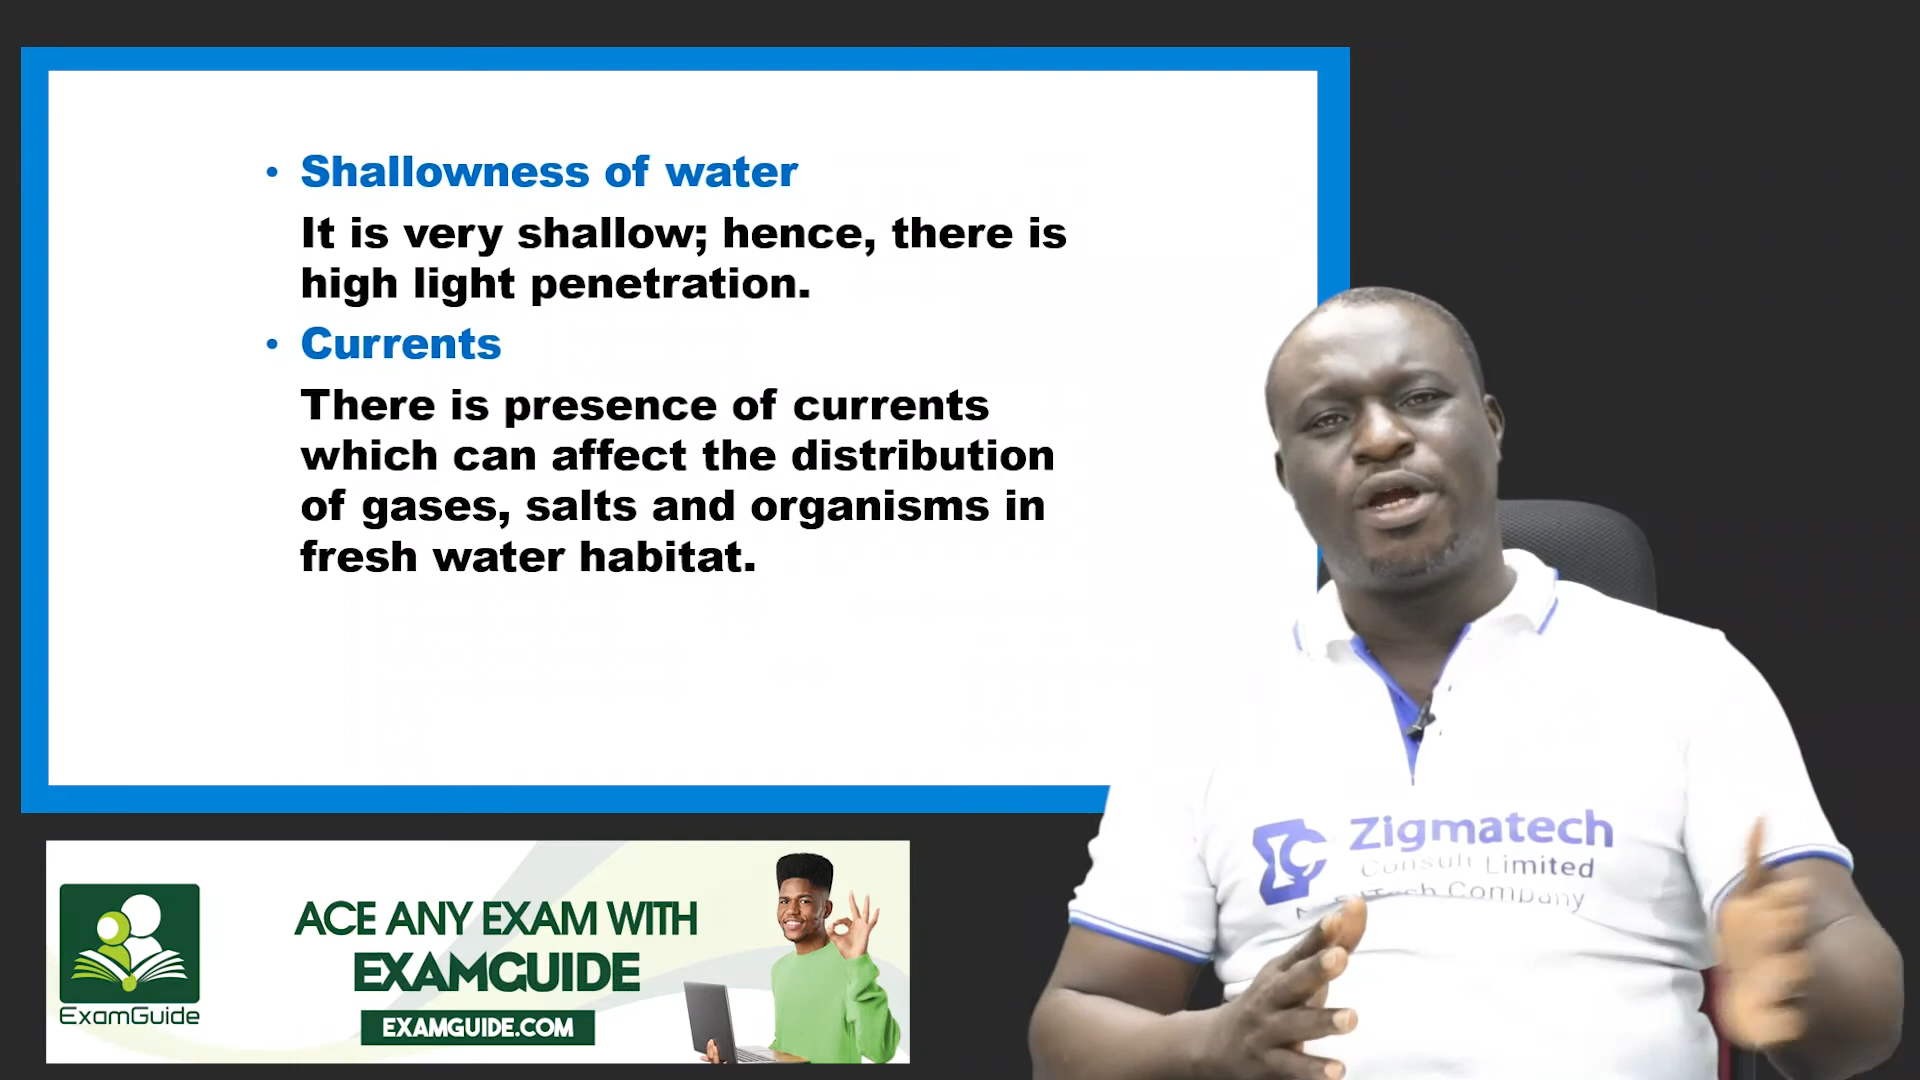 • Shallowness of water
It is very shallow; hence, there is
high light penetration.
• Currents
There is presence of currents
which can affect the distribution
of gases, salts and organisms in
fresh water habitat.
Zigmatech
Consult Limited
Tech Company
ExamGuide
ACE ANY EXAM WITH
EXAMGUIDE
EXAMGUIDE.COM